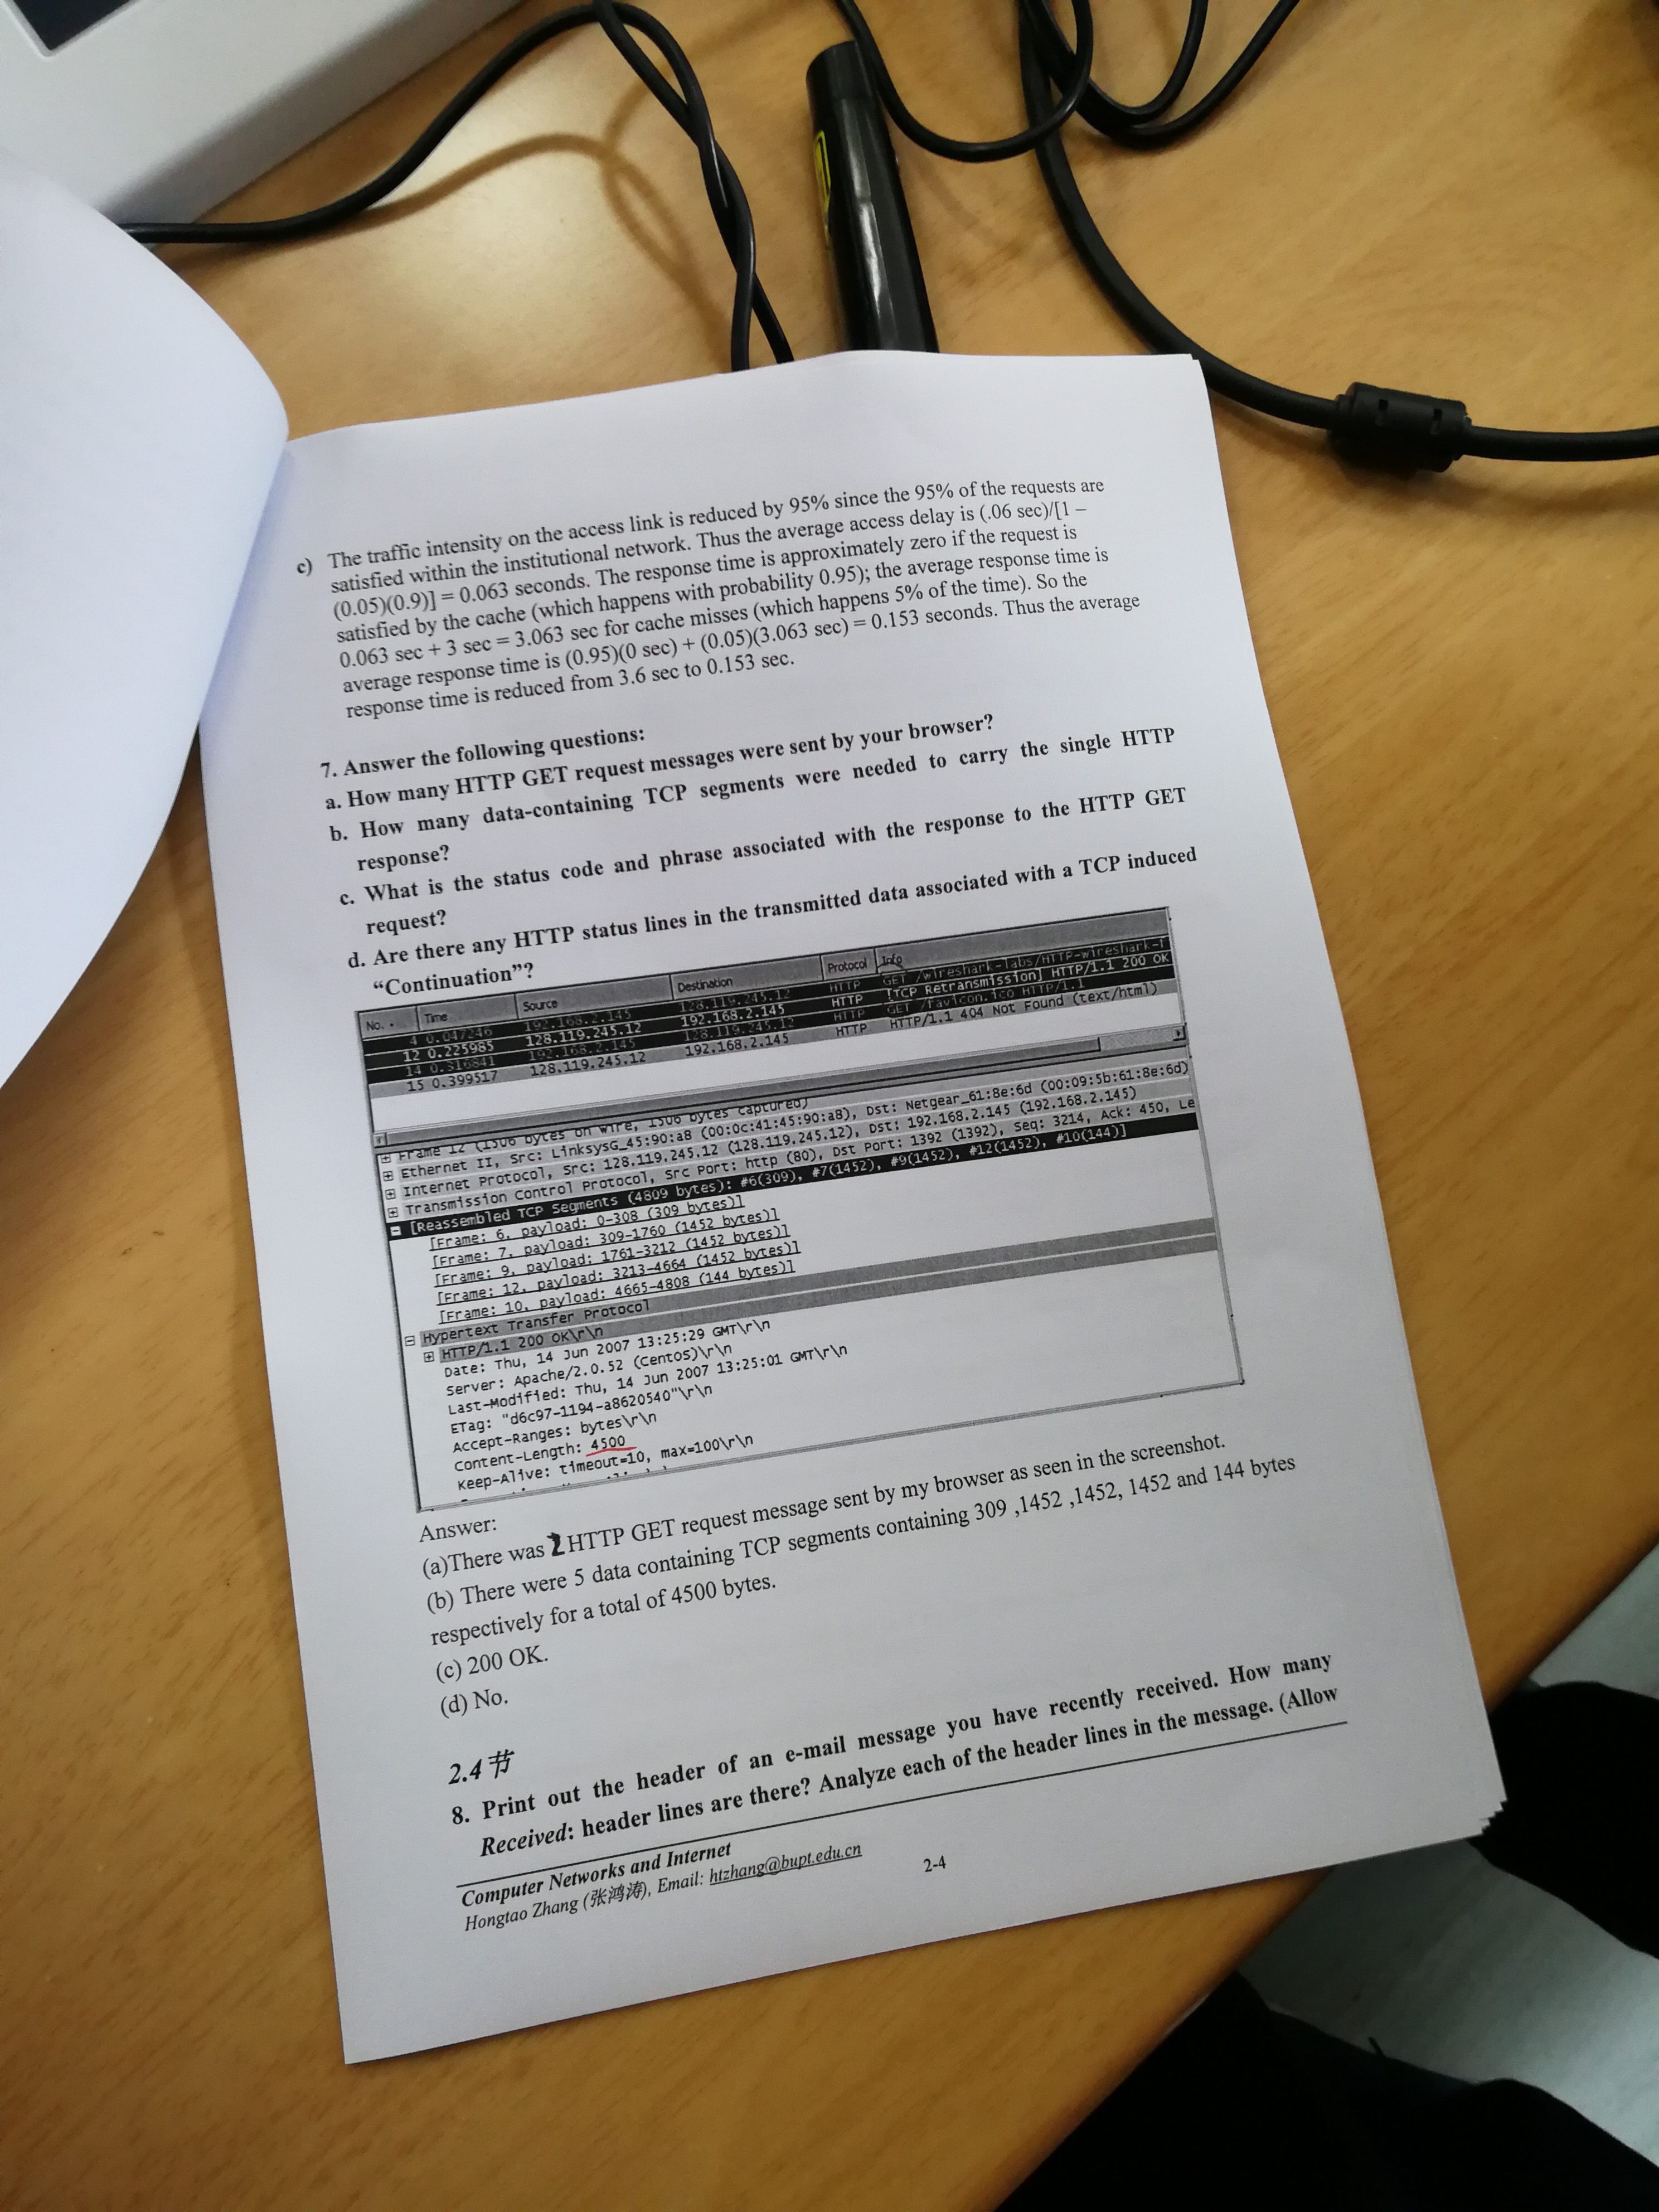 c) The traffic intensity on the access link is reduced by 95% since the 95% of the requests are
satisfied within the institutional network. Thus the average access delay is (.06 sec)/[1 –
(0.05)(0.9)] = 0.063 seconds. The response time is approximately zero if the request is
satisfied by the cache (which happens with probability 0.95); the average response time is
0.063 sec + 3 sec = 3.063 sec for cache misses (which happens 5% of the time). So the
average response time is (0.95)(0 sec) + (0.05)(3.063 sec) = 0.153 seconds. Thus the average
response time is reduced from 3.6 sec to 0.153 sec.
7. Answer the following questions:
a. How many HTTP GET request messages were sent by your browser?
b. How many data-containing TCP segments were needed to carry the single HTTP
response?
c. What is the status code and phrase associated with the response to the HTTP GET
request?
d. Are there any HTTP status lines in the transmitted data associated with a TCP induced
“Continuation”?
No. Time Source Destination Protocol Info
4 0.047246 192.168.2.145 128.119.245.12 HTTP GET /wireshark-labs/HTTP-wireshark-f
12 0.225985 128.119.245.12 192.168.2.145 HTTP [TCP Retransmission] HTTP/1.1 200 OK
14 0.316841 192.168.2.145 128.119.245.12 HTTP GET /favicon.ico HTTP/1.1
15 0.399517 128.119.245.12 192.168.2.145 HTTP HTTP/1.1 404 Not Found (text/html)
Frame 12 (1506 bytes on wire, 1506 bytes captured)
Ethernet II, Src: LinksysG_45:90:a8 (00:0c:41:45:90:a8), Dst: Netgear_61:8e:6d (00:09:5b:61:8e:6d)
Internet Protocol, Src: 128.119.245.12 (128.119.245.12), Dst: 192.168.2.145 (192.168.2.145)
Transmission Control Protocol, Src Port: http (80), Dst Port: 1392 (1392), Seq: 3214, Ack: 450, Le
[Reassembled TCP Segments (4809 bytes): #6(309), #7(1452), #9(1452), #12(1452), #10(144)]
[Frame: 6, payload: 0-308 (309 bytes)]
[Frame: 7, payload: 309-1760 (1452 bytes)]
[Frame: 9, payload: 1761-3212 (1452 bytes)]
[Frame: 12, payload: 3213-4664 (1452 bytes)]
[Frame: 10, payload: 4665-4808 (144 bytes)]
Hypertext Transfer Protocol
HTTP/1.1 200 OK\r\n
Date: Thu, 14 Jun 2007 13:25:29 GMT\r\n
Server: Apache/2.0.52 (CentOS)\r\n
Last-Modified: Thu, 14 Jun 2007 13:25:01 GMT\r\n
ETag: "d6c97-1194-a8620540"\r\n
Accept-Ranges: bytes\r\n
Content-Length: 4500
Keep-Alive: timeout=10, max=100\r\n
Answer:
(a)There was 2 HTTP GET request message sent by my browser as seen in the screenshot.
(b) There were 5 data containing TCP segments containing 309 ,1452 ,1452, 1452 and 144 bytes
respectively for a total of 4500 bytes.
(c) 200 OK.
(d) No.
2.4节
8. Print out the header of an e-mail message you have recently received. How many
Received: header lines are there? Analyze each of the header lines in the message. (Allow
Computer Networks and Internet
Hongtao Zhang (张鸿涛), Email: htzhang@bupt.edu.cn
2-4